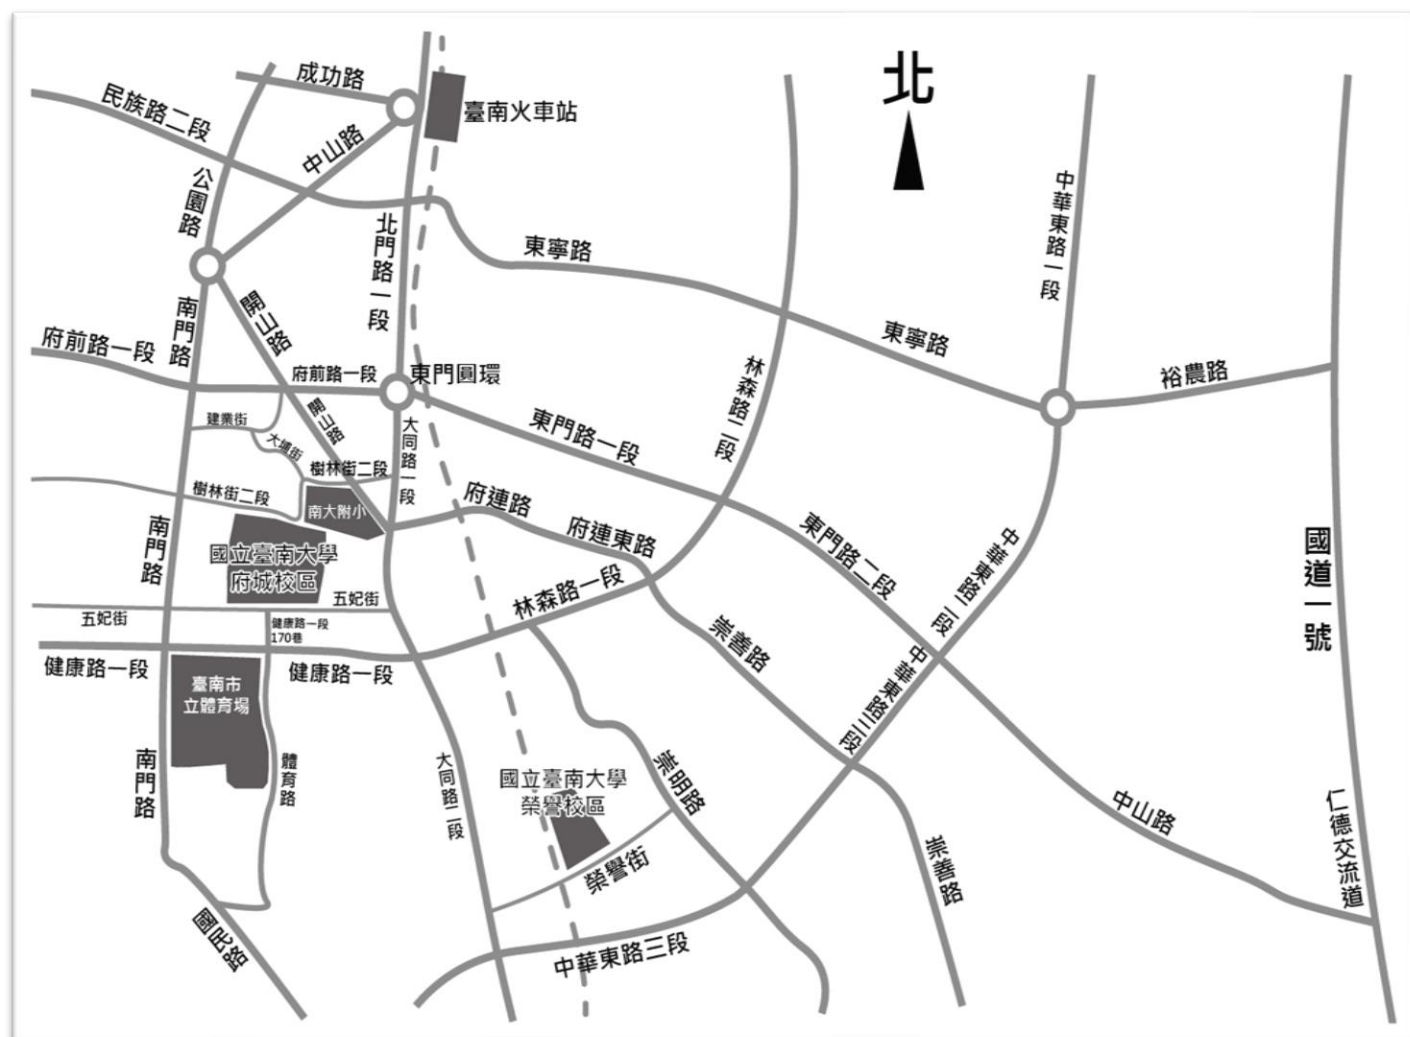 北
成功路
臺南火車站
民族路二段
中山路
公園路
北門路一段
東寧路
中華東路一段
南門路
開山路
府前路一段
府前路一段
東門圓環
東寧路
裕農路
林森路二段
建業街
開山路
大同路一段
東門路一段
大埔街
樹林街二段
樹林街二段
南大附小
府連路
府連東路
東門路二段
南門路
國立臺南大學
府城校區
中華東路二段
國道一號
五妃街
五妃街
林森路一段
健康路一段
170巷
崇善路
健康路一段
健康路一段
中華東路三段
臺南市
立體育場
南門路
體育路
大同路二段
國立臺南大學
榮譽校區
崇明路
中山路
仁德交流道
榮譽街
崇善路
國民路
中華東路三段